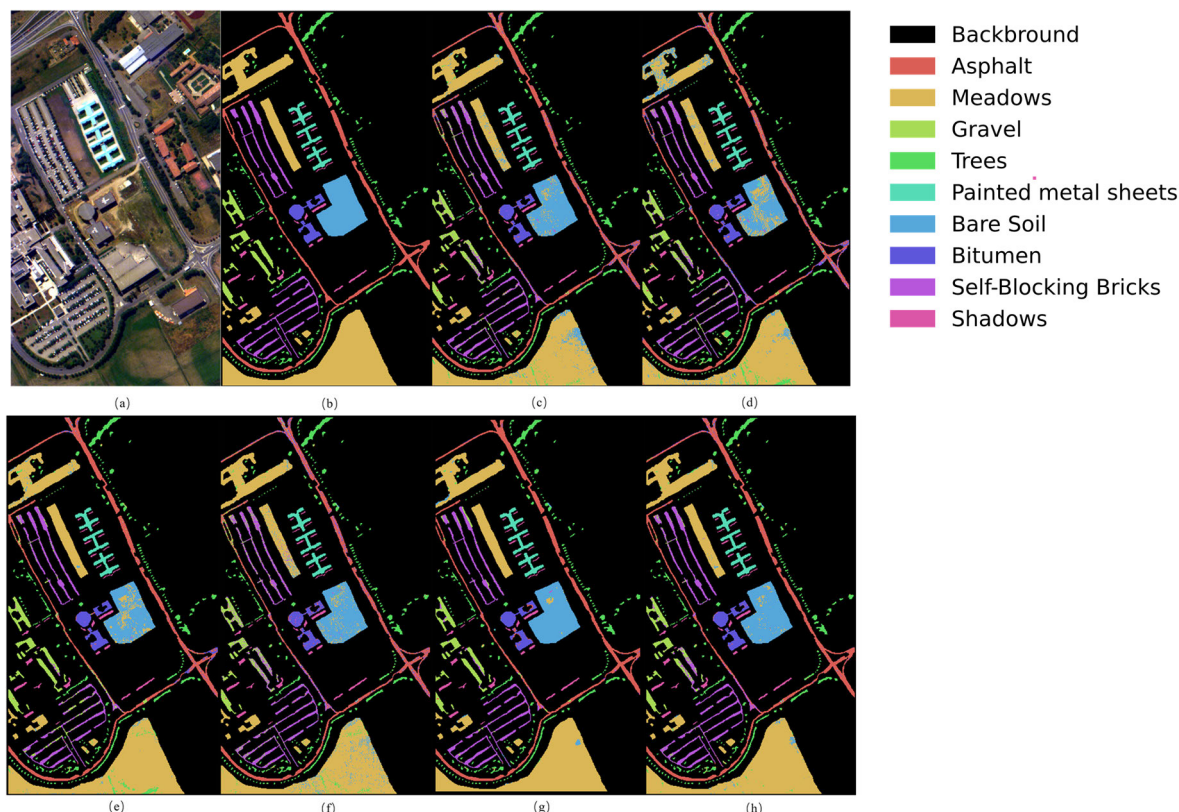 Backbround
Asphalt
Meadows
Gravel
Trees
Painted metal sheets
Bare Soil
Bitumen
Self-Blocking Bricks
Shadows
(a) (b) (c) (d)
(e) (f) (g) (h)